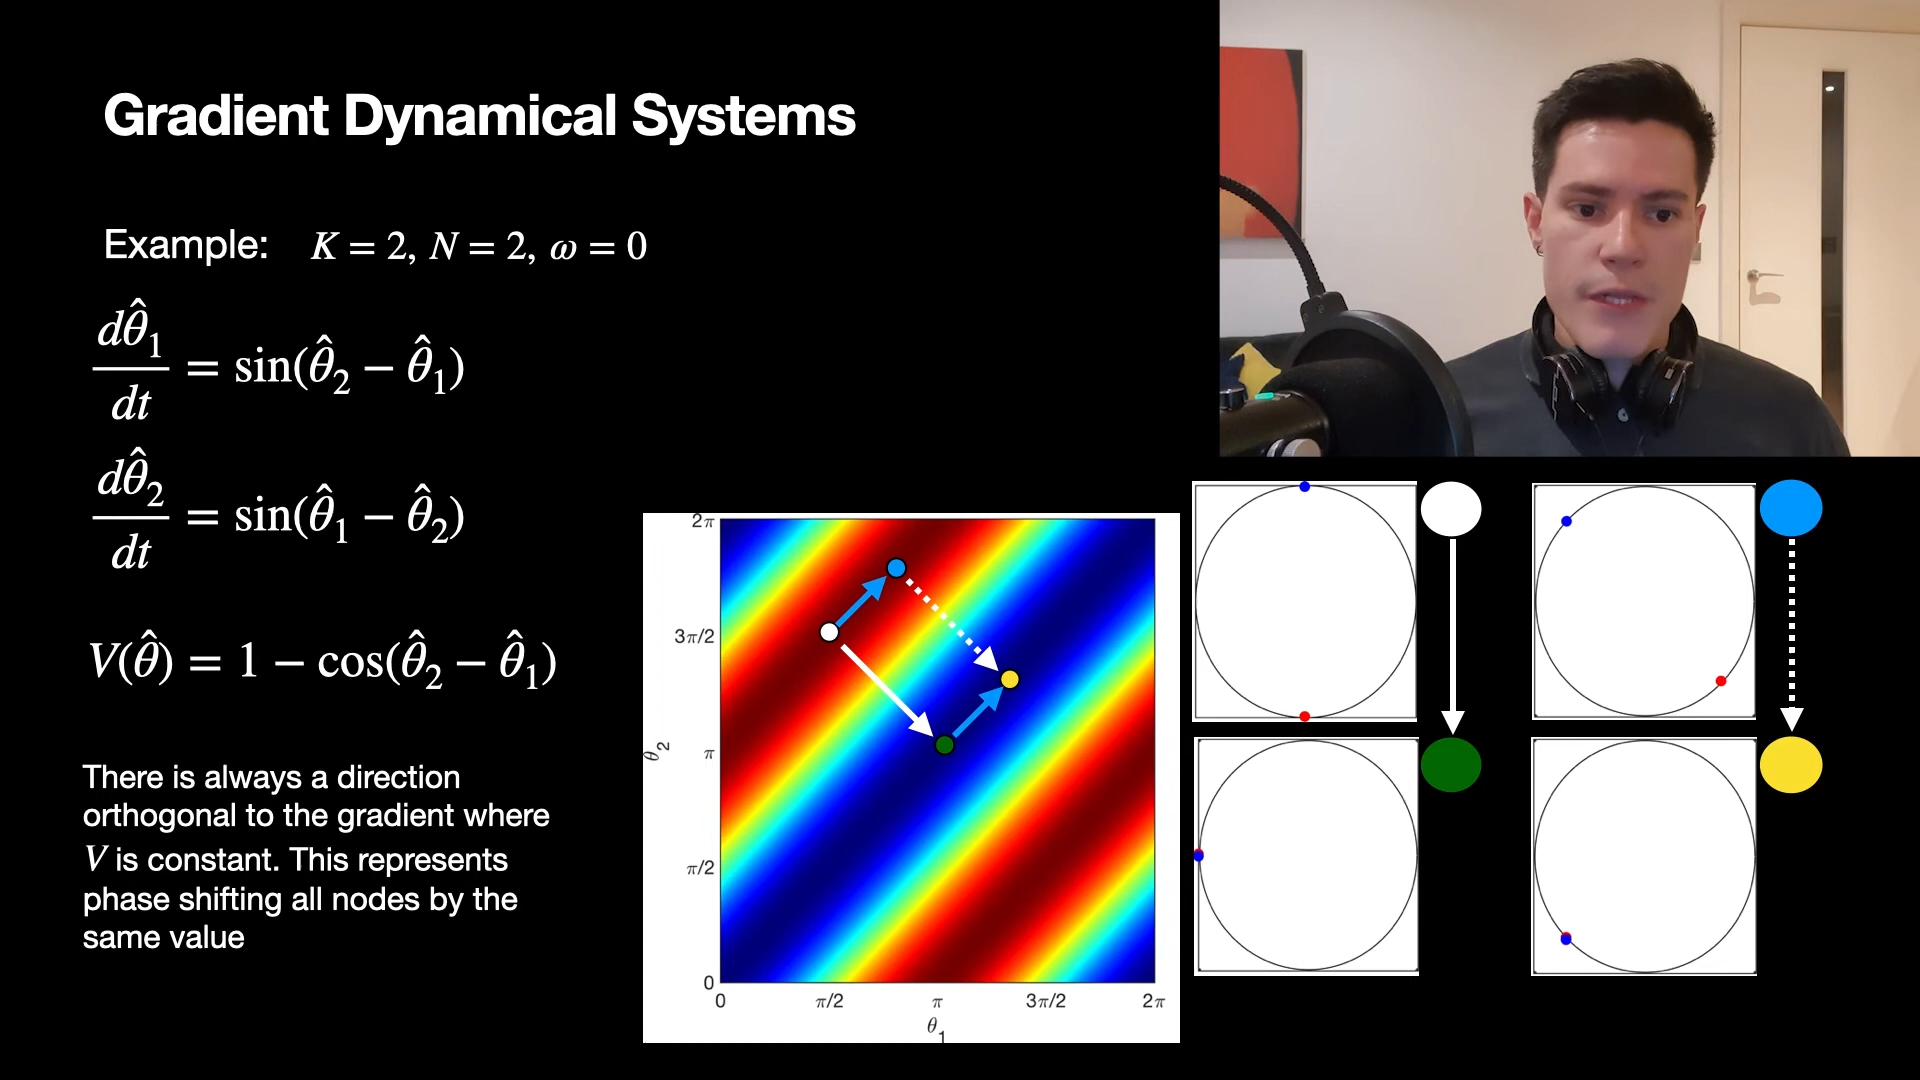 Gradient Dynamical Systems
Example: K = 2, N = 2, ω = 0
dθ̂₁/dt = sin(θ̂₂ − θ̂₁)
dθ̂₂/dt = sin(θ̂₁ − θ̂₂)
V(θ̂) = 1 − cos(θ̂₂ − θ̂₁)
There is always a direction
orthogonal to the gradient where
V is constant. This represents
phase shifting all nodes by the
same value
2π
3π/2
π
π/2
0
θ₂
0 π/2 π 3π/2 2π
θ₁